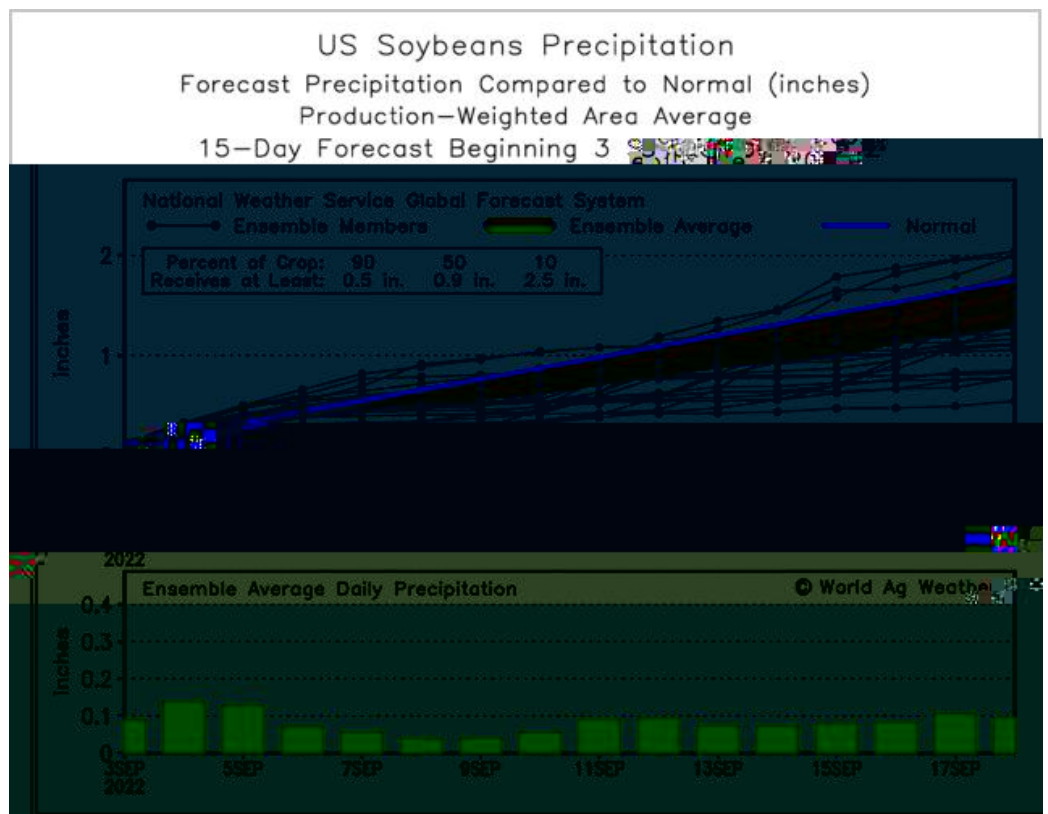 US Soybeans Precipitation
Forecast Precipitation Compared to Normal (inches)
Production-Weighted Area Average
15-Day Forecast Beginning 3
National Weather Service Global Forecast System
Ensemble Members Ensemble Average Normal
Percent of Crop: 90 50 10
Receives at Least: 0.5 in. 0.9 in. 2.5 in.
2
inches
1
2022
Ensemble Average Daily Precipitation © World Ag Weather
0.4
0.3
inches
0.2
0.1
0
3SEP 5SEP 7SEP 9SEP 11SEP 13SEP 15SEP 17SEP
2022